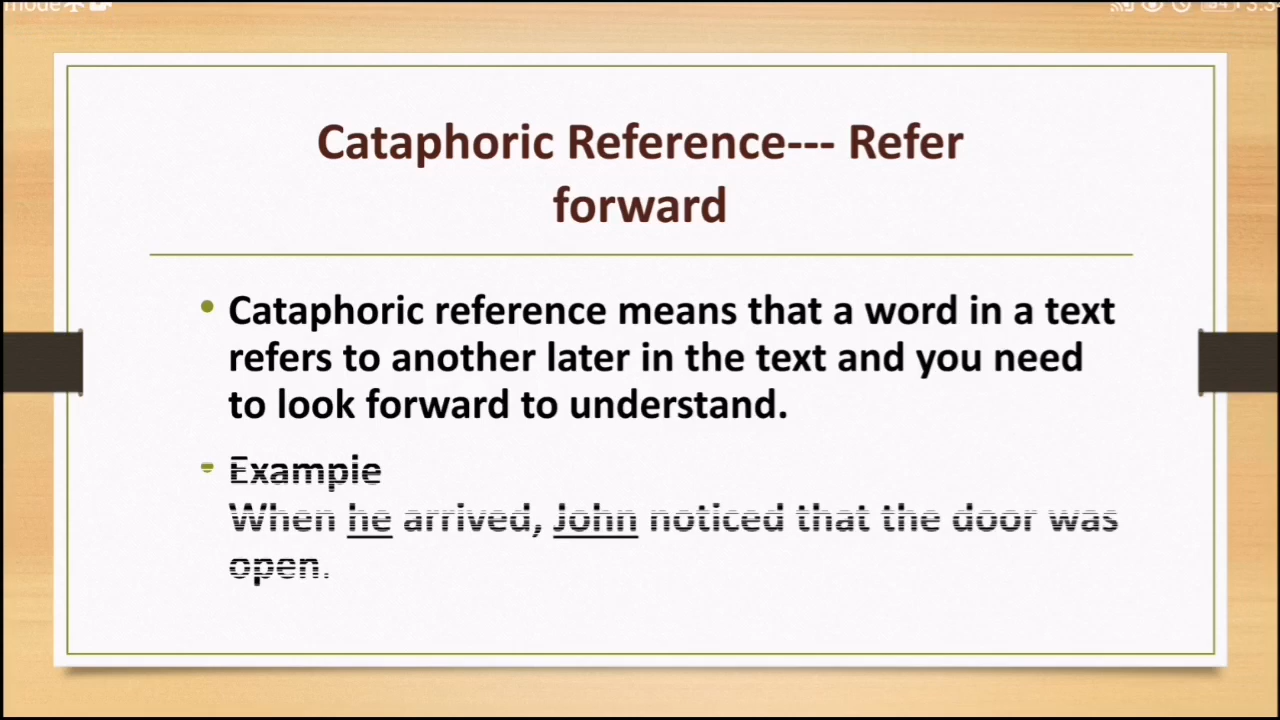 mode
Cataphoric Reference--- Refer
forward
• Cataphoric reference means that a word in a text
refers to another later in the text and you need
to look forward to understand.
• Example
When he arrived, John noticed that the door was
open.